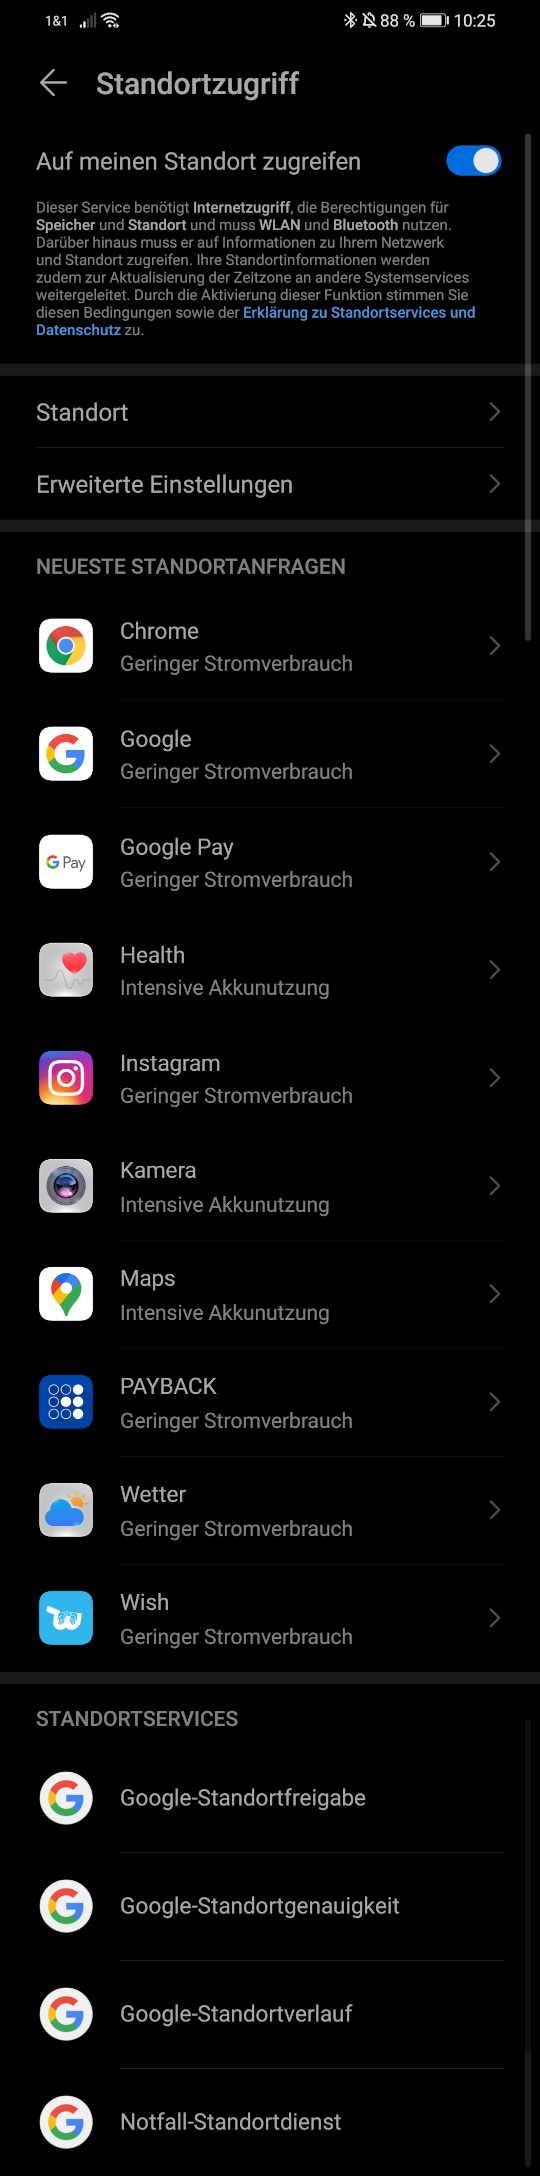 1&1 88 % 10:25
Standortzugriff
Auf meinen Standort zugreifen
Dieser Service benötigt Internetzugriff, die Berechtigungen für
Speicher und Standort und muss WLAN und Bluetooth nutzen.
Darüber hinaus muss er auf Informationen zu Ihrem Netzwerk
und Standort zugreifen. Ihre Standortinformationen werden
zudem zur Aktualisierung der Zeitzone an andere Systemservices
weitergeleitet. Durch die Aktivierung dieser Funktion stimmen Sie
diesen Bedingungen sowie der Erklärung zu Standortservices und
Datenschutz zu.
Standort
Erweiterte Einstellungen
NEUESTE STANDORTANFRAGEN
Chrome
Geringer Stromverbrauch
Google
Geringer Stromverbrauch
G Pay
Google Pay
Geringer Stromverbrauch
Health
Intensive Akkunutzung
Instagram
Geringer Stromverbrauch
Kamera
Intensive Akkunutzung
Maps
Intensive Akkunutzung
PAYBACK
Geringer Stromverbrauch
Wetter
Geringer Stromverbrauch
Wish
Geringer Stromverbrauch
STANDORTSERVICES
Google-Standortfreigabe
Google-Standortgenauigkeit
Google-Standortverlauf
Notfall-Standortdienst